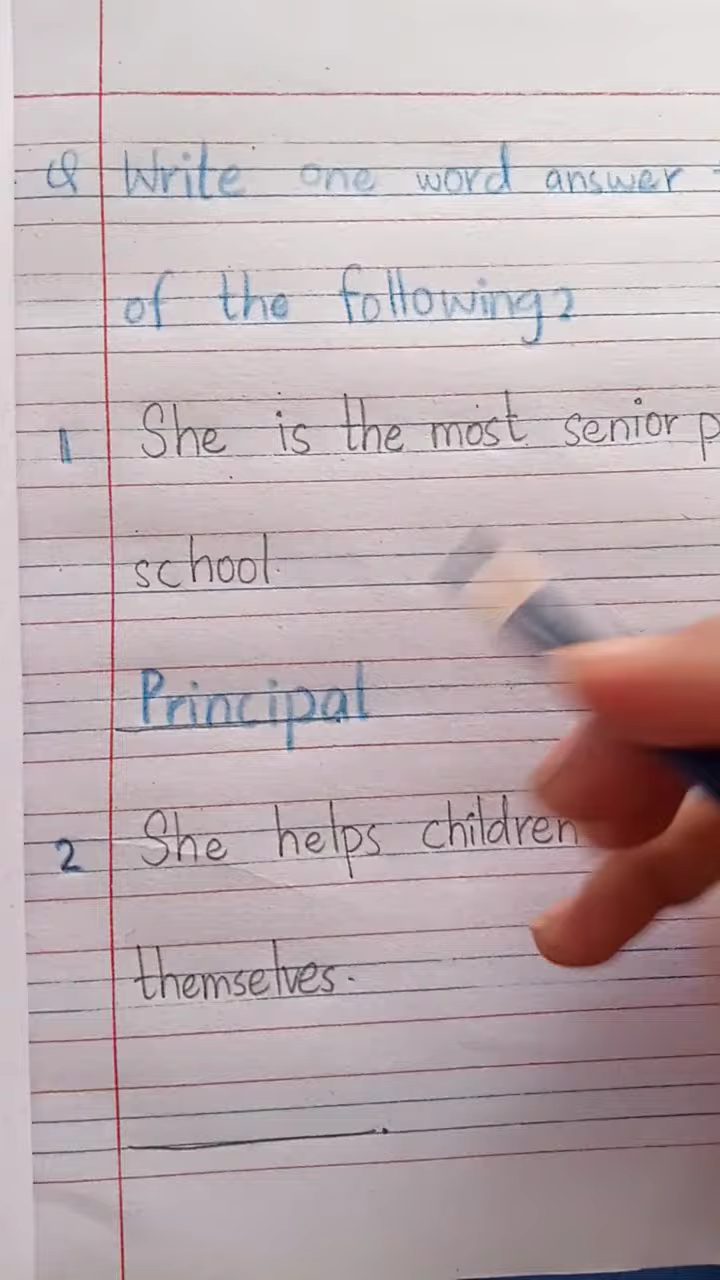 Q Write one word answer
of the following?
1 She is the most senior
school.
Principal
2 She helps children
themselves.